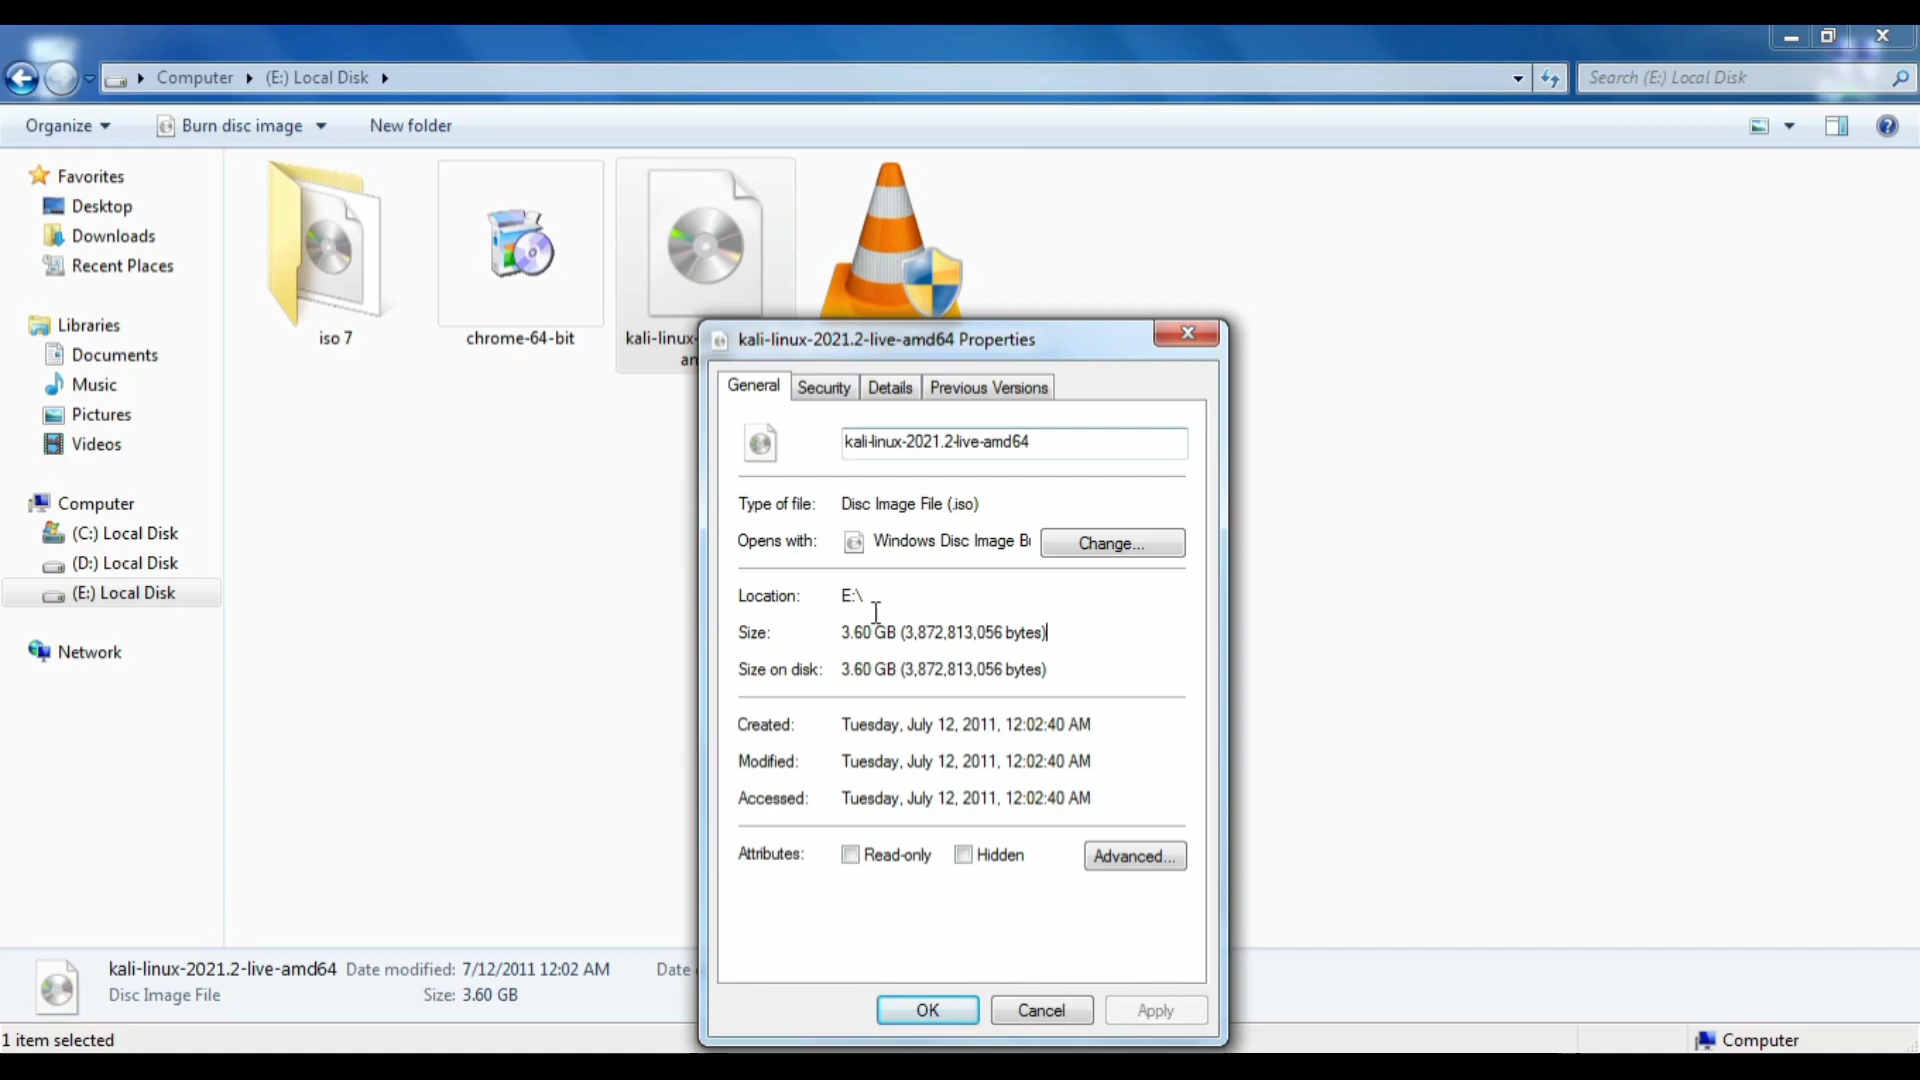 Computer (E:) Local Disk
Search (E:) Local Disk
Organize Burn disc image New folder
Favorites
Desktop
Downloads
Recent Places
Libraries
Documents
Music
Pictures
Videos
Computer
(C:) Local Disk
(D:) Local Disk
(E:) Local Disk
Network
iso 7
chrome-64-bit
kali-linux-
am
kali-linux-2021.2-live-amd64 Properties
General Security Details Previous Versions
kali-linux-2021.2-live-amd64
Type of file: Disc Image File (.iso)
Opens with: Windows Disc Image Bu Change...
Location: E:\
Size: 3.60 GB (3,872,813,056 bytes)
Size on disk: 3.60 GB (3,872,813,056 bytes)
Created: Tuesday, July 12, 2011, 12:02:40 AM
Modified: Tuesday, July 12, 2011, 12:02:40 AM
Accessed: Tuesday, July 12, 2011, 12:02:40 AM
Attributes: Read-only Hidden Advanced...
OK Cancel Apply
kali-linux-2021.2-live-amd64 Date modified: 7/12/2011 12:02 AM Date
Disc Image File Size: 3.60 GB
1 item selected
Computer